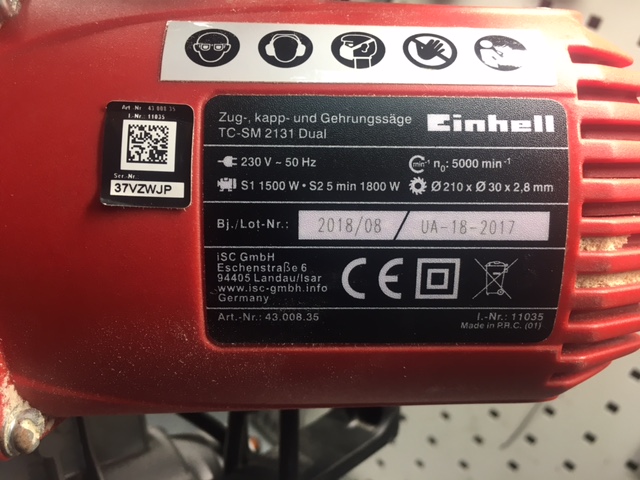 Art.-Nr.: 43.008.35
I.-Nr.: 11035
Ser.-Nr.:
37VZWJP
Zug-, kapp- und Gehrungssäge
TC-SM 2131 Dual
Einhell
230 V ~ 50 Hz
min⁻¹ n₀: 5000 min⁻¹
S1 1500 W • S2 5 min 1800 W
Ø 210 x Ø 30 x 2,8 mm
Bj./Lot-Nr.: 2018/08 / UA-18-2017
iSC GmbH
Eschenstraße 6
94405 Landau/Isar
www.isc-gmbh.info
Germany
CE
Art.-Nr.: 43.008.35
I.-Nr.: 11035
Made in P.R.C. (01)